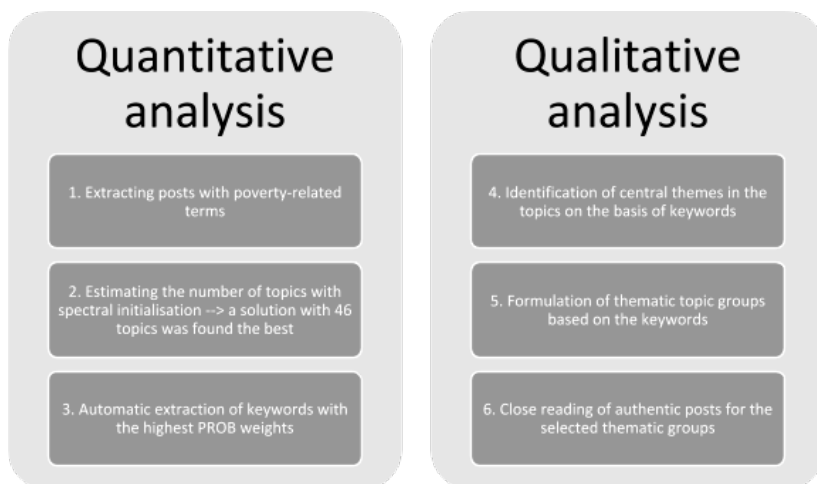 Quantitative
analysis
1. Extracting posts with poverty-related
terms
2. Estimating the number of topics with
spectral initialisation --> a solution with 46
topics was found the best
3. Automatic extraction of keywords with
the highest PROB weights
Qualitative
analysis
4. Identification of central themes in the
topics on the basis of keywords
5. Formulation of thematic topic groups
based on the keywords
6. Close reading of authentic posts for the
selected thematic groups